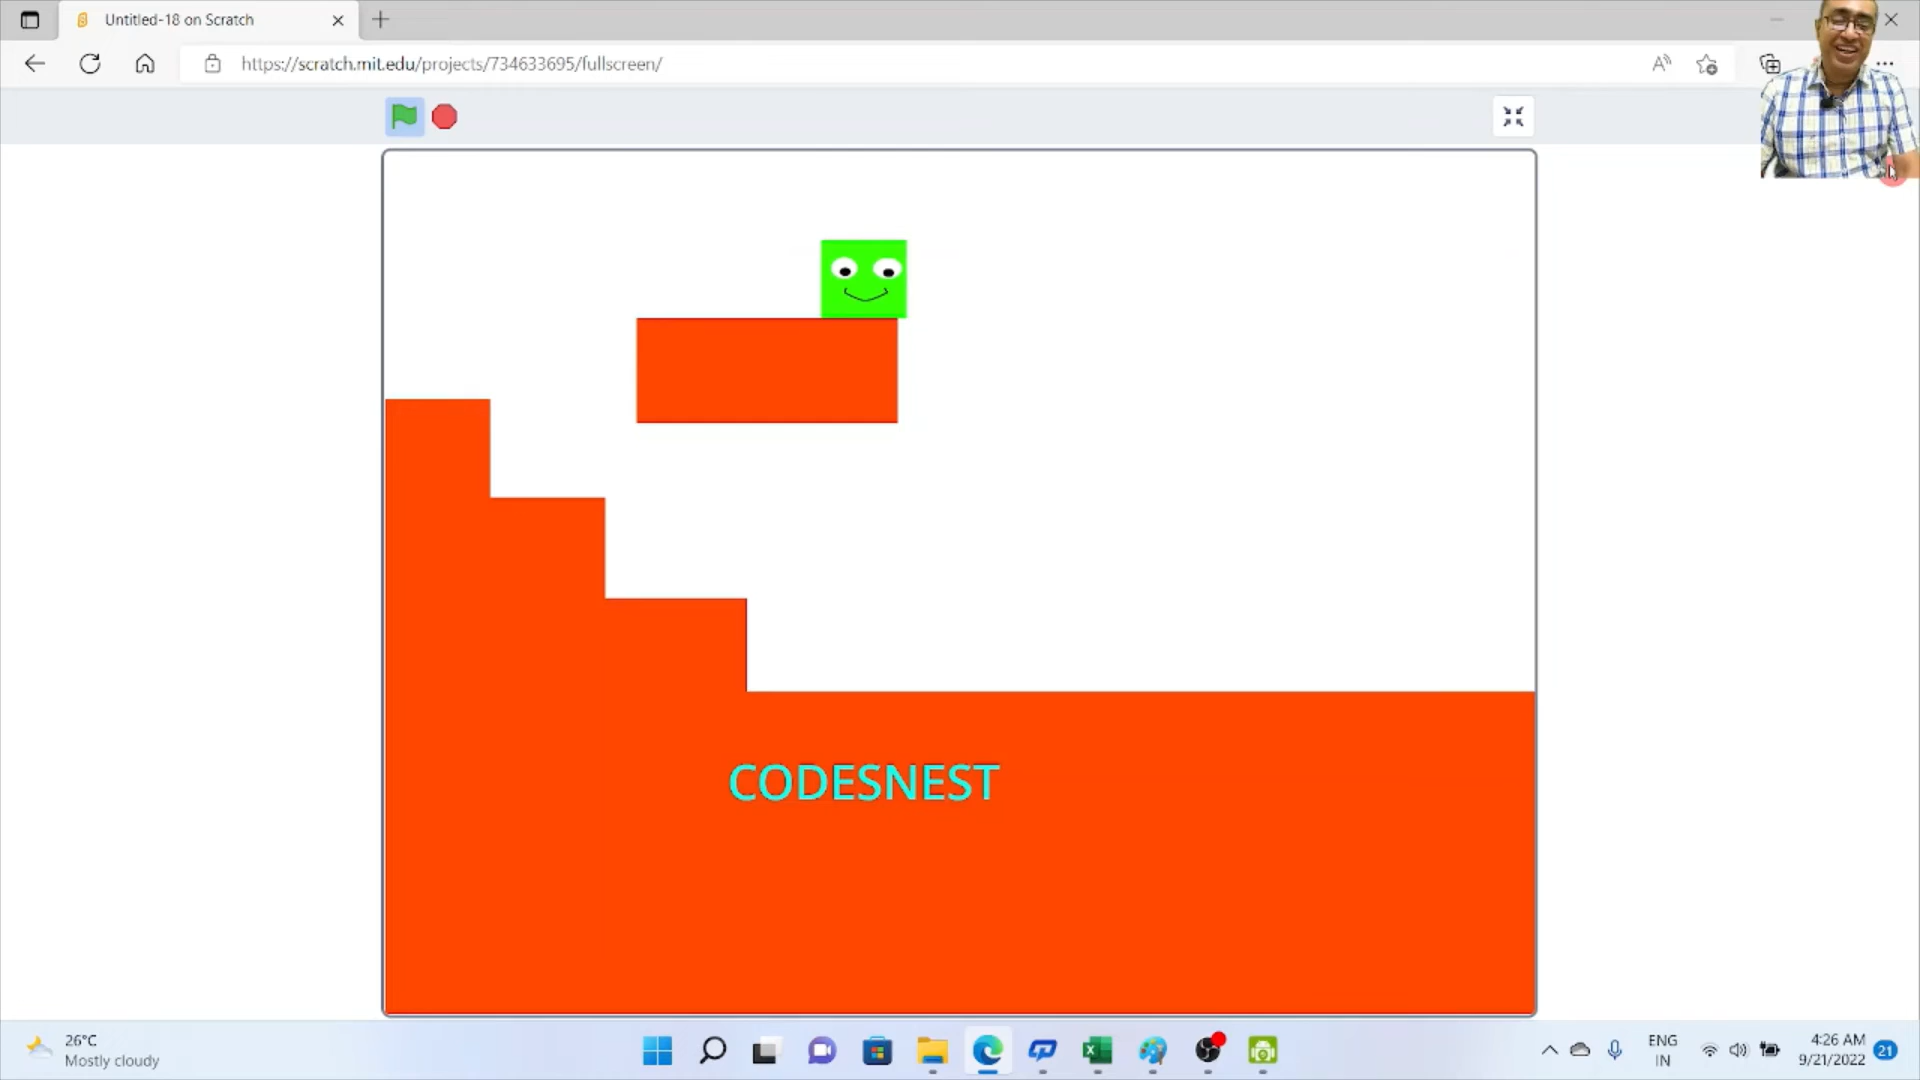 Untitled-18 on Scratch
https://scratch.mit.edu/projects/734633695/fullscreen/
CODESNEST
26°C
Mostly cloudy
ENG
IN
4:26 AM
9/21/2022
21